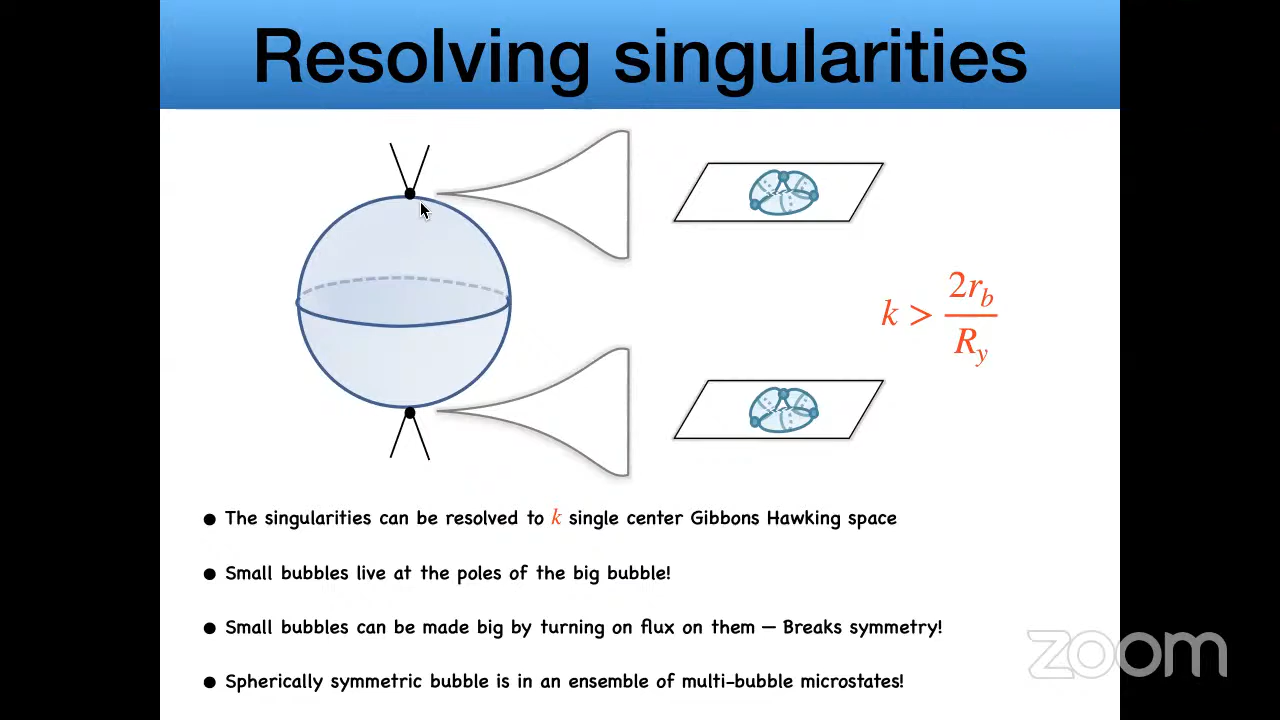 Resolving singularities
k > 2r_b / R_y
● The singularities can be resolved to k single center Gibbons Hawking space
● Small bubbles live at the poles of the big bubble!
● Small bubbles can be made big by turning on flux on them – Breaks symmetry!
● Spherically symmetric bubble is in an ensemble of multi-bubble microstates!
zoom